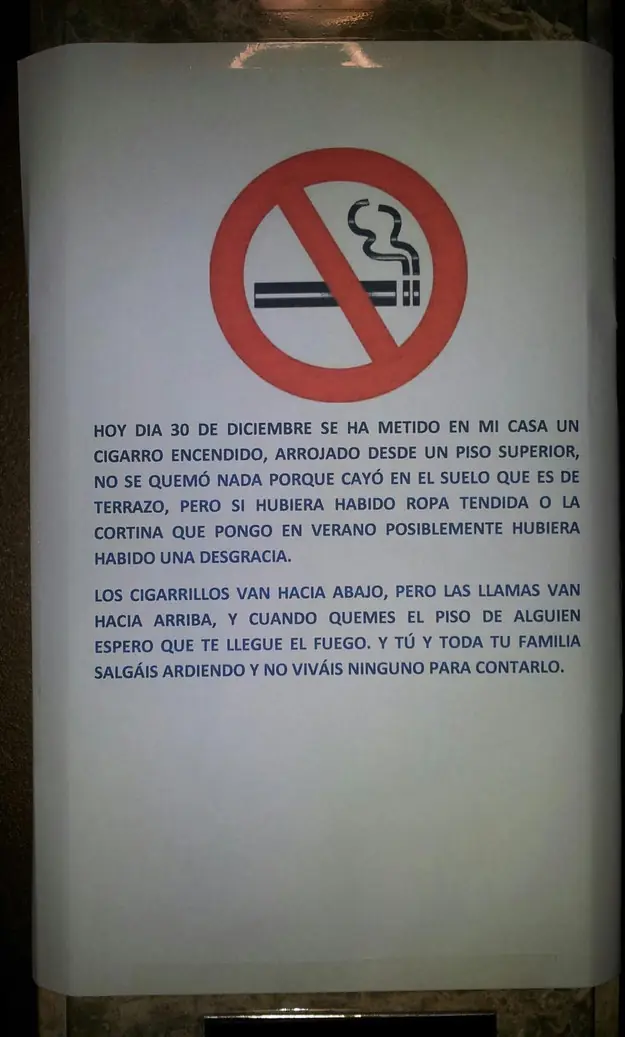 HOY DIA 30 DE DICIEMBRE SE HA METIDO EN MI CASA UN
CIGARRO ENCENDIDO, ARROJADO DESDE UN PISO SUPERIOR,
NO SE QUEMÓ NADA PORQUE CAYÓ EN EL SUELO QUE ES DE
TERRAZO, PERO SI HUBIERA HABIDO ROPA TENDIDA O LA
CORTINA QUE PONGO EN VERANO POSIBLEMENTE HUBIERA
HABIDO UNA DESGRACIA.
LOS CIGARRILLOS VAN HACIA ABAJO, PERO LAS LLAMAS VAN
HACIA ARRIBA, Y CUANDO QUEMES EL PISO DE ALGUIEN
ESPERO QUE TE LLEGUE EL FUEGO. Y TÚ Y TODA TU FAMILIA
SALGÁIS ARDIENDO Y NO VIVÁIS NINGUNO PARA CONTARLO.